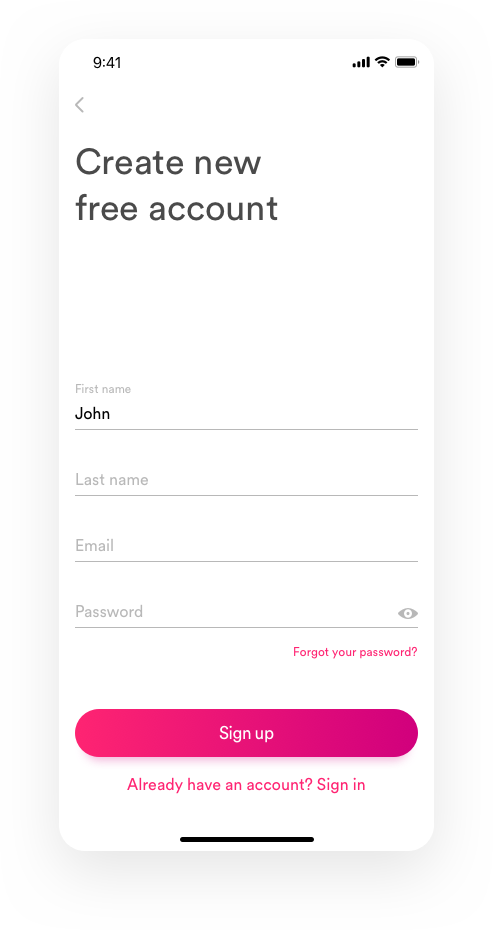 9:41
Create new
free account
First name
John
Last name
Email
Password
Forgot your password?
Sign up
Already have an account? Sign in